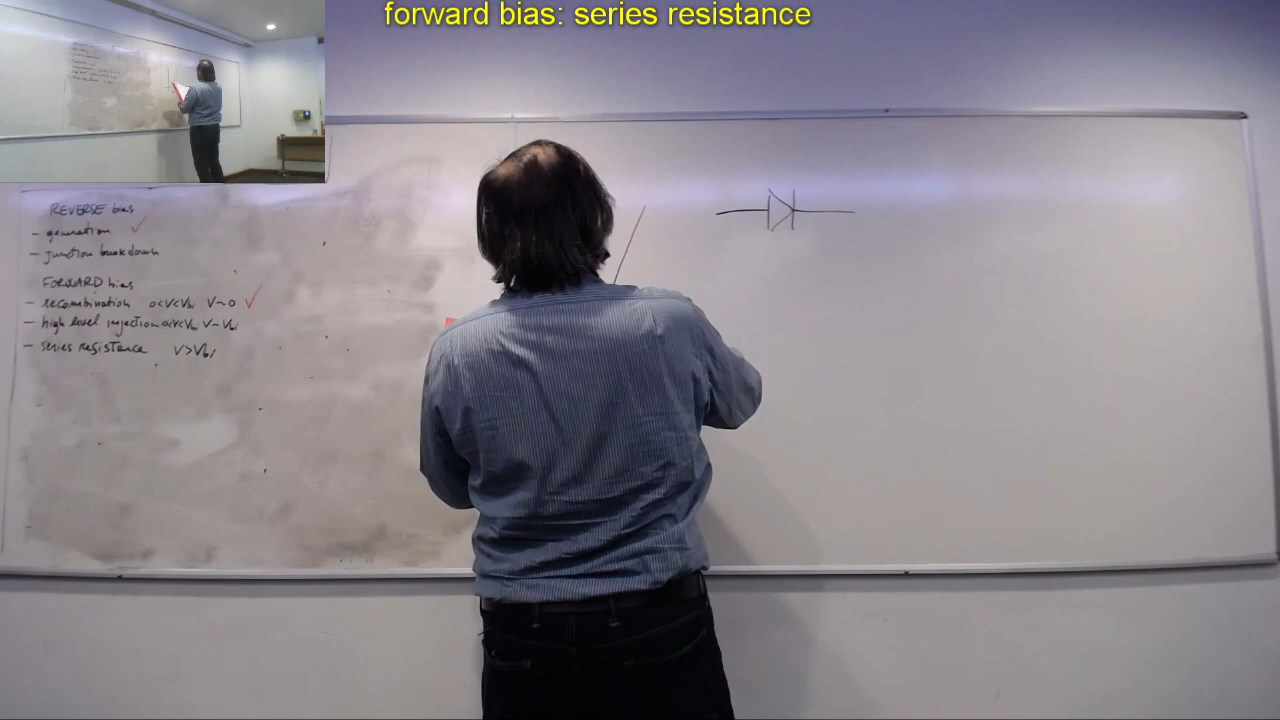 forward bias: series resistance
REVERSE bias
- generation ✓
- junction breakdown
FORWARD bias
- recombination 0<V<Vbi V~0 ✓
- high level injection 0<V<Vbi V~Vbi
- series resistance V>Vbi